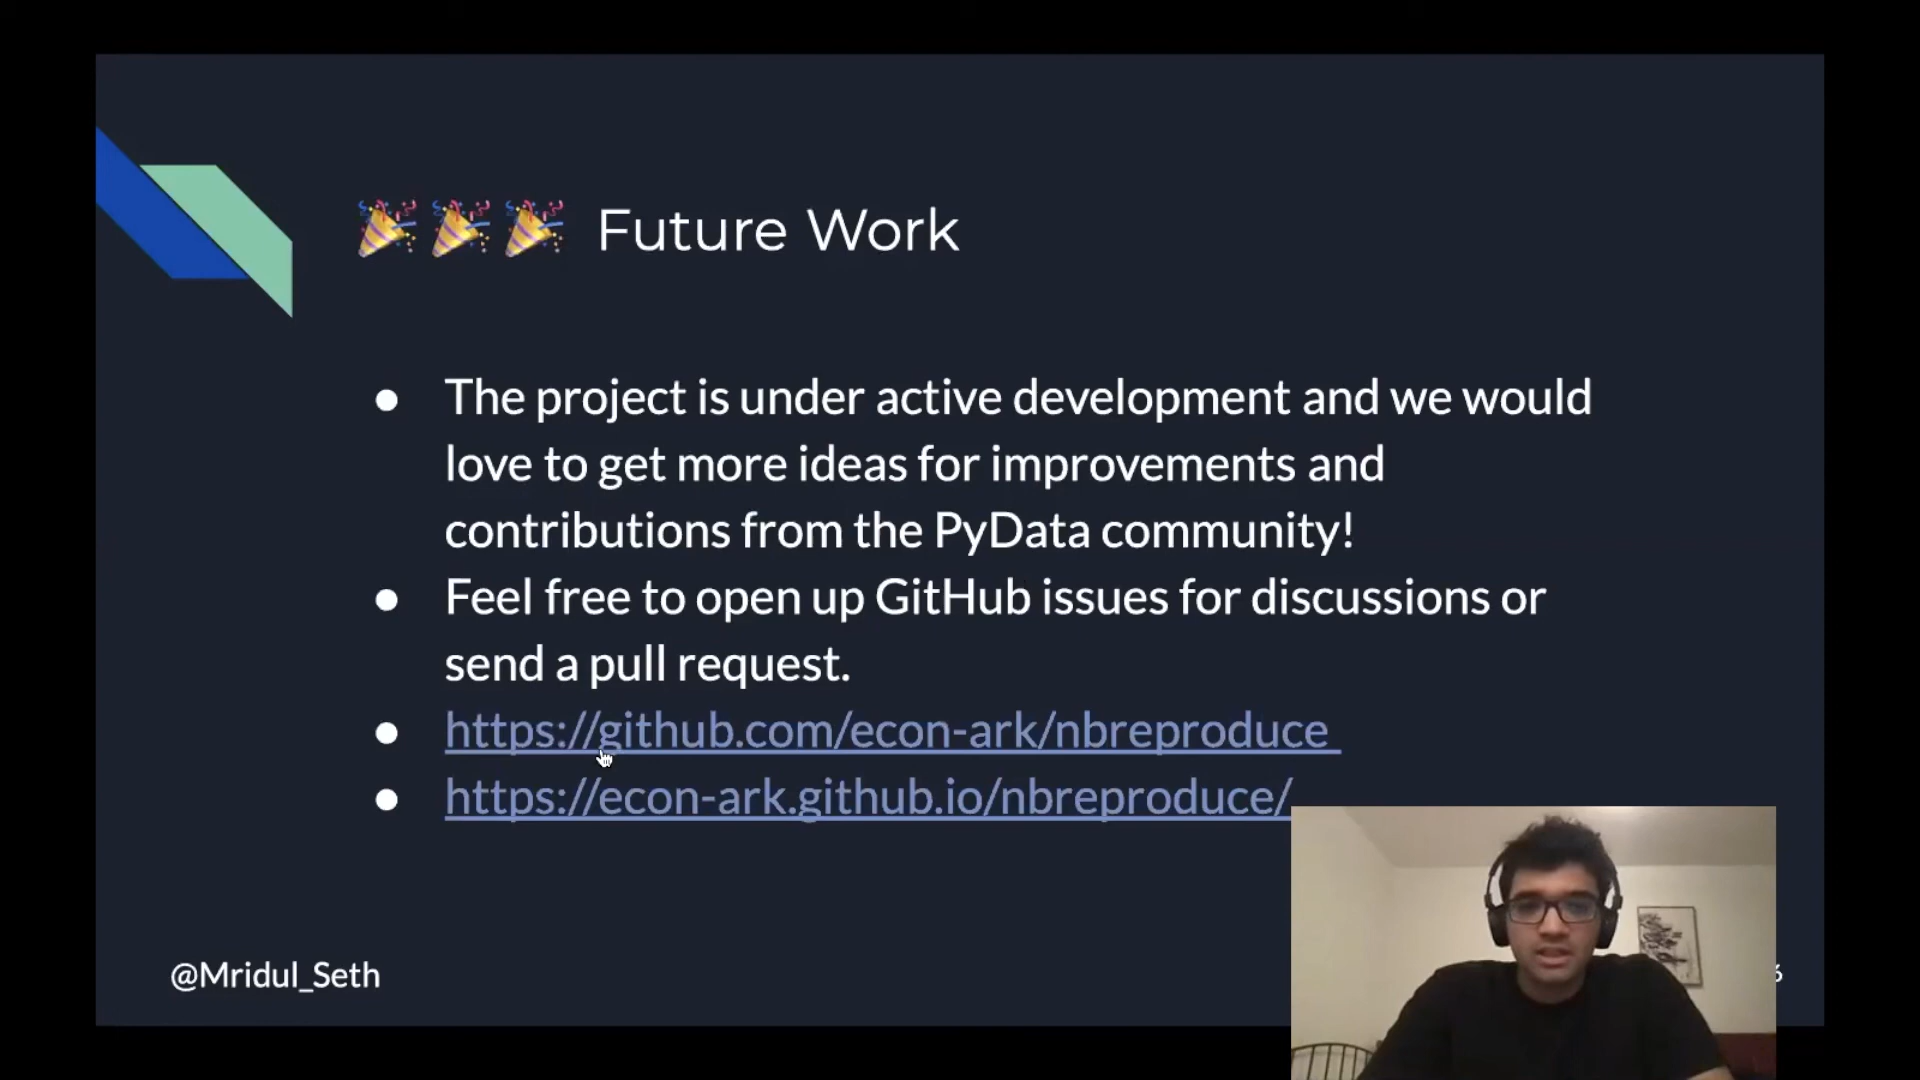 Future Work
The project is under active development and we would
love to get more ideas for improvements and
contributions from the PyData community!
Feel free to open up GitHub issues for discussions or
send a pull request.
https://github.com/econ-ark/nbreproduce
https://econ-ark.github.io/nbreproduce/
@Mridul_Seth